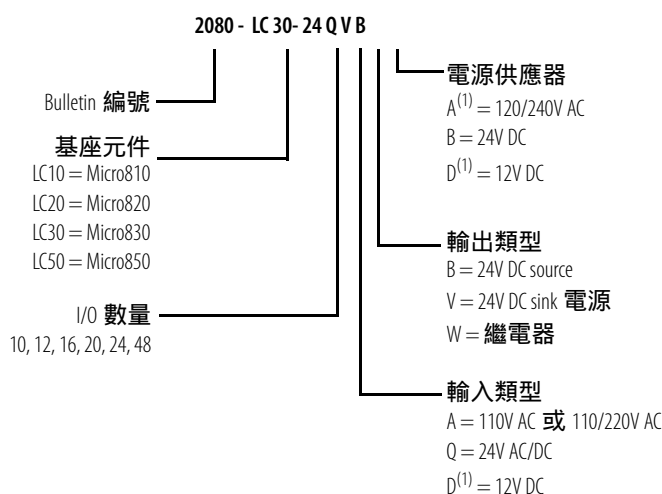 2080 - LC 30- 24 Q V B
Bulletin 編號
基座元件
LC10 = Micro810
LC20 = Micro820
LC30 = Micro830
LC50 = Micro850
I/O 數量
10, 12, 16, 20, 24, 48
電源供應器
A(1) = 120/240V AC
B = 24V DC
D(1) = 12V DC
輸出類型
B = 24V DC source
V = 24V DC sink 電源
W = 繼電器
輸入類型
A = 110V AC 或 110/220V AC
Q = 24V AC/DC
D(1) = 12V DC